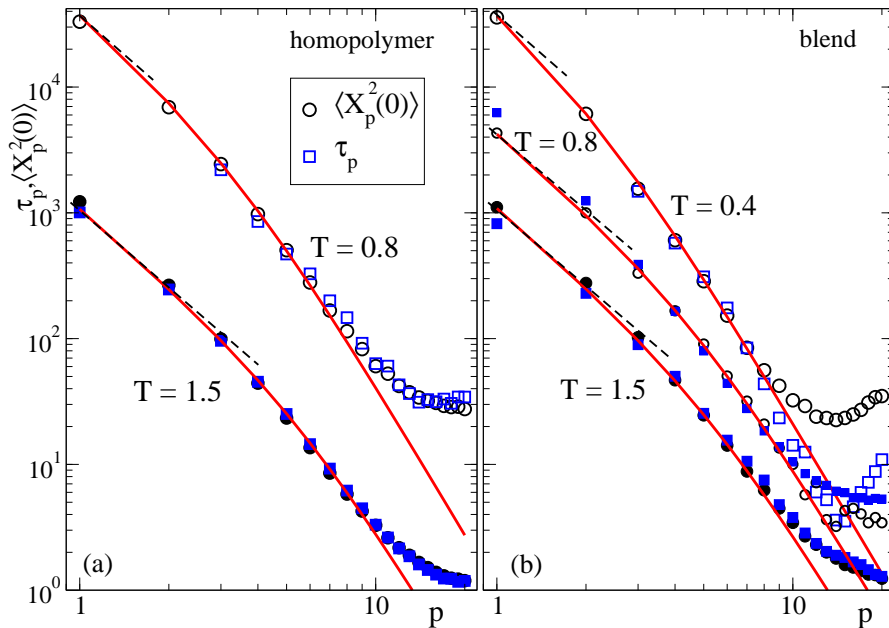 homopolymer
⟨X_p^2(0)⟩
τ_p
T = 0.8
T = 1.5
(a)
blend
T = 0.8
T = 0.4
T = 1.5
(b)
τ_p,⟨X_p^2(0)⟩
10^4
10^3
10^2
10^1
10^0
1 10 p
1 10 p